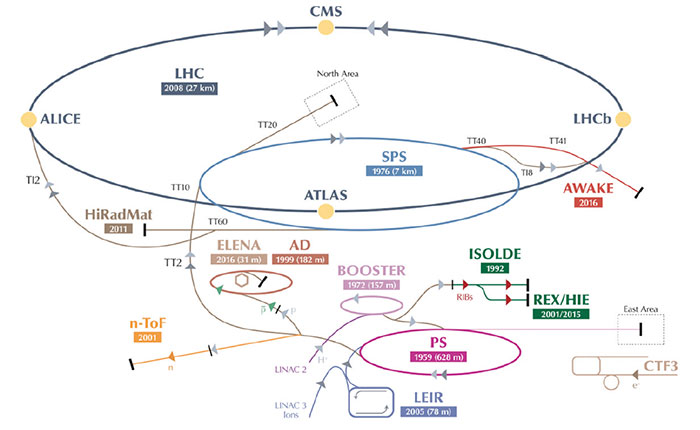 CMS
LHC
2008 (27 km)
North Area
ALICE
LHCb
TT20
TT40
TT41
SPS
1976 (7 km)
TI8
TI2
TT10
ATLAS
AWAKE
2016
HiRadMat
2011
TT60
ELENA
2016 (31 m)
AD
1999 (182 m)
TT2
BOOSTER
1972 (157 m)
ISOLDE
1992
RIBs
REX/HIE
2001/2015
p
p
East Area
n-ToF
2001
n
PS
1959 (628 m)
H-
LINAC 2
CTF3
e-
LINAC 3
Ions
LEIR
2005 (78 m)